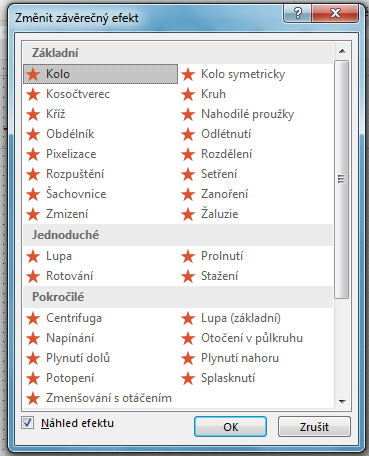 Změnit závěrečný efekt
Základní
Kolo Kolo symetricky
Kosočtverec Kruh
Kříž Nahodilé proužky
Obdélník Odlétnutí
Pixelizace Rozdělení
Rozpuštění Setření
Šachovnice Zanoření
Zmizení Žaluzie
Jednoduché
Lupa Prolnutí
Rotování Stažení
Pokročilé
Centrifuga Lupa (základní)
Napínání Otočení v půlkruhu
Plynutí dolů Plynutí nahoru
Potopení Splasknutí
Zmenšování s otáčením
Náhled efektu OK Zrušit